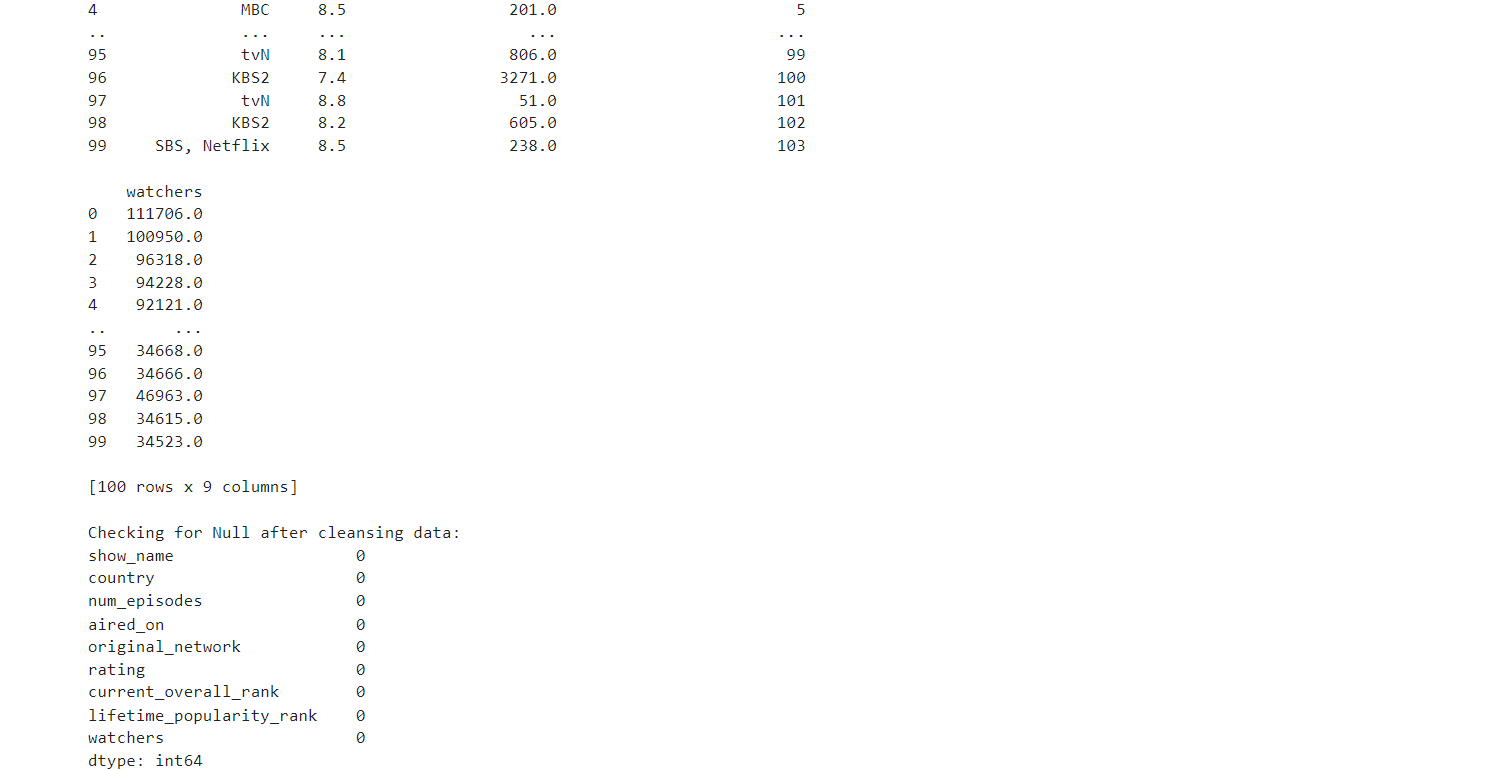 4               MBC     8.5                 201.0                         5
..              ...     ...                   ...                       ...
95              tvN     8.1                 806.0                        99
96             KBS2     7.4                3271.0                       100
97              tvN     8.8                  51.0                       101
98             KBS2     8.2                 605.0                       102
99     SBS, Netflix     8.5                 238.0                       103

    watchers
0   111706.0
1   100950.0
2    96318.0
3    94228.0
4    92121.0
..       ...
95   34668.0
96   34666.0
97   46963.0
98   34615.0
99   34523.0

[100 rows x 9 columns]

Checking for Null after cleansing data:
show_name                   0
country                     0
num_episodes                0
aired_on                    0
original_network            0
rating                      0
current_overall_rank        0
lifetime_popularity_rank    0
watchers                    0
dtype: int64